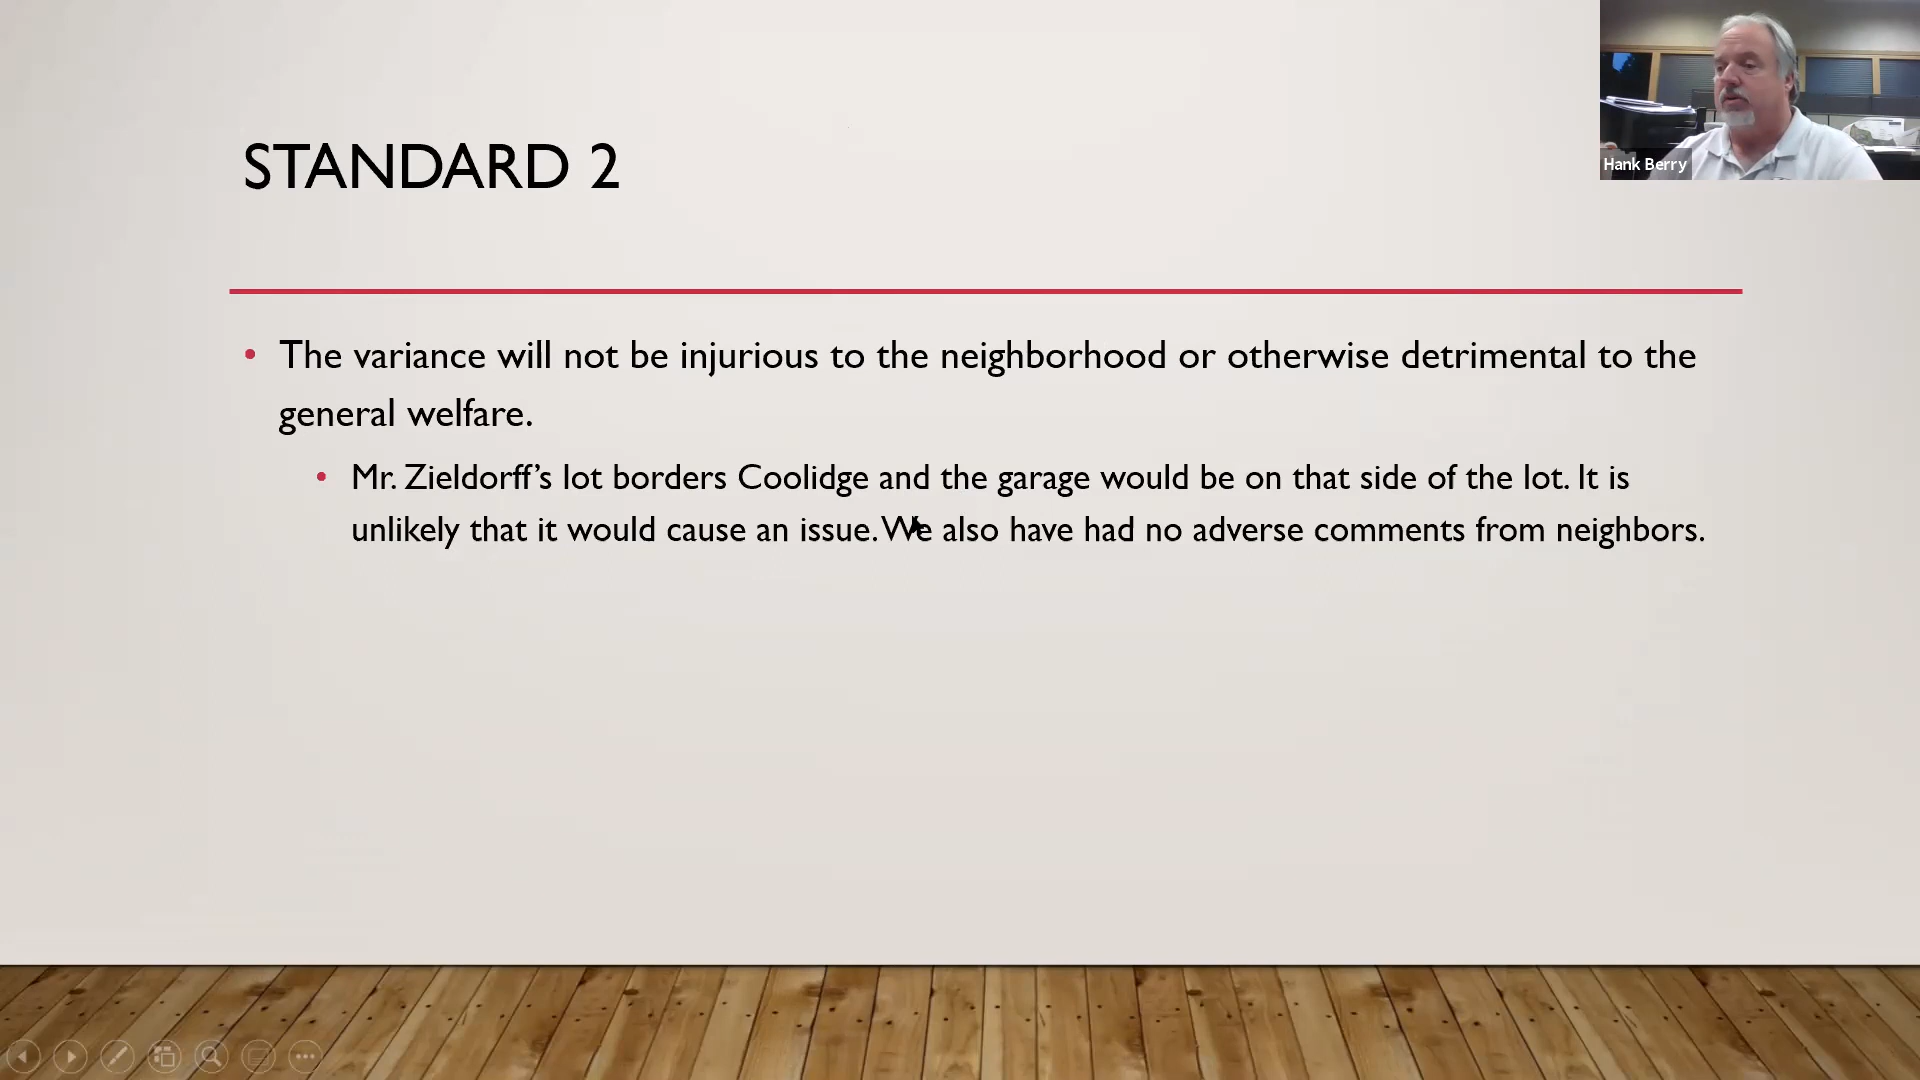 STANDARD 2
Hank Berry
• The variance will not be injurious to the neighborhood or otherwise detrimental to the
general welfare.
• Mr. Zieldorff’s lot borders Coolidge and the garage would be on that side of the lot. It is
unlikely that it would cause an issue. We also have had no adverse comments from neighbors.